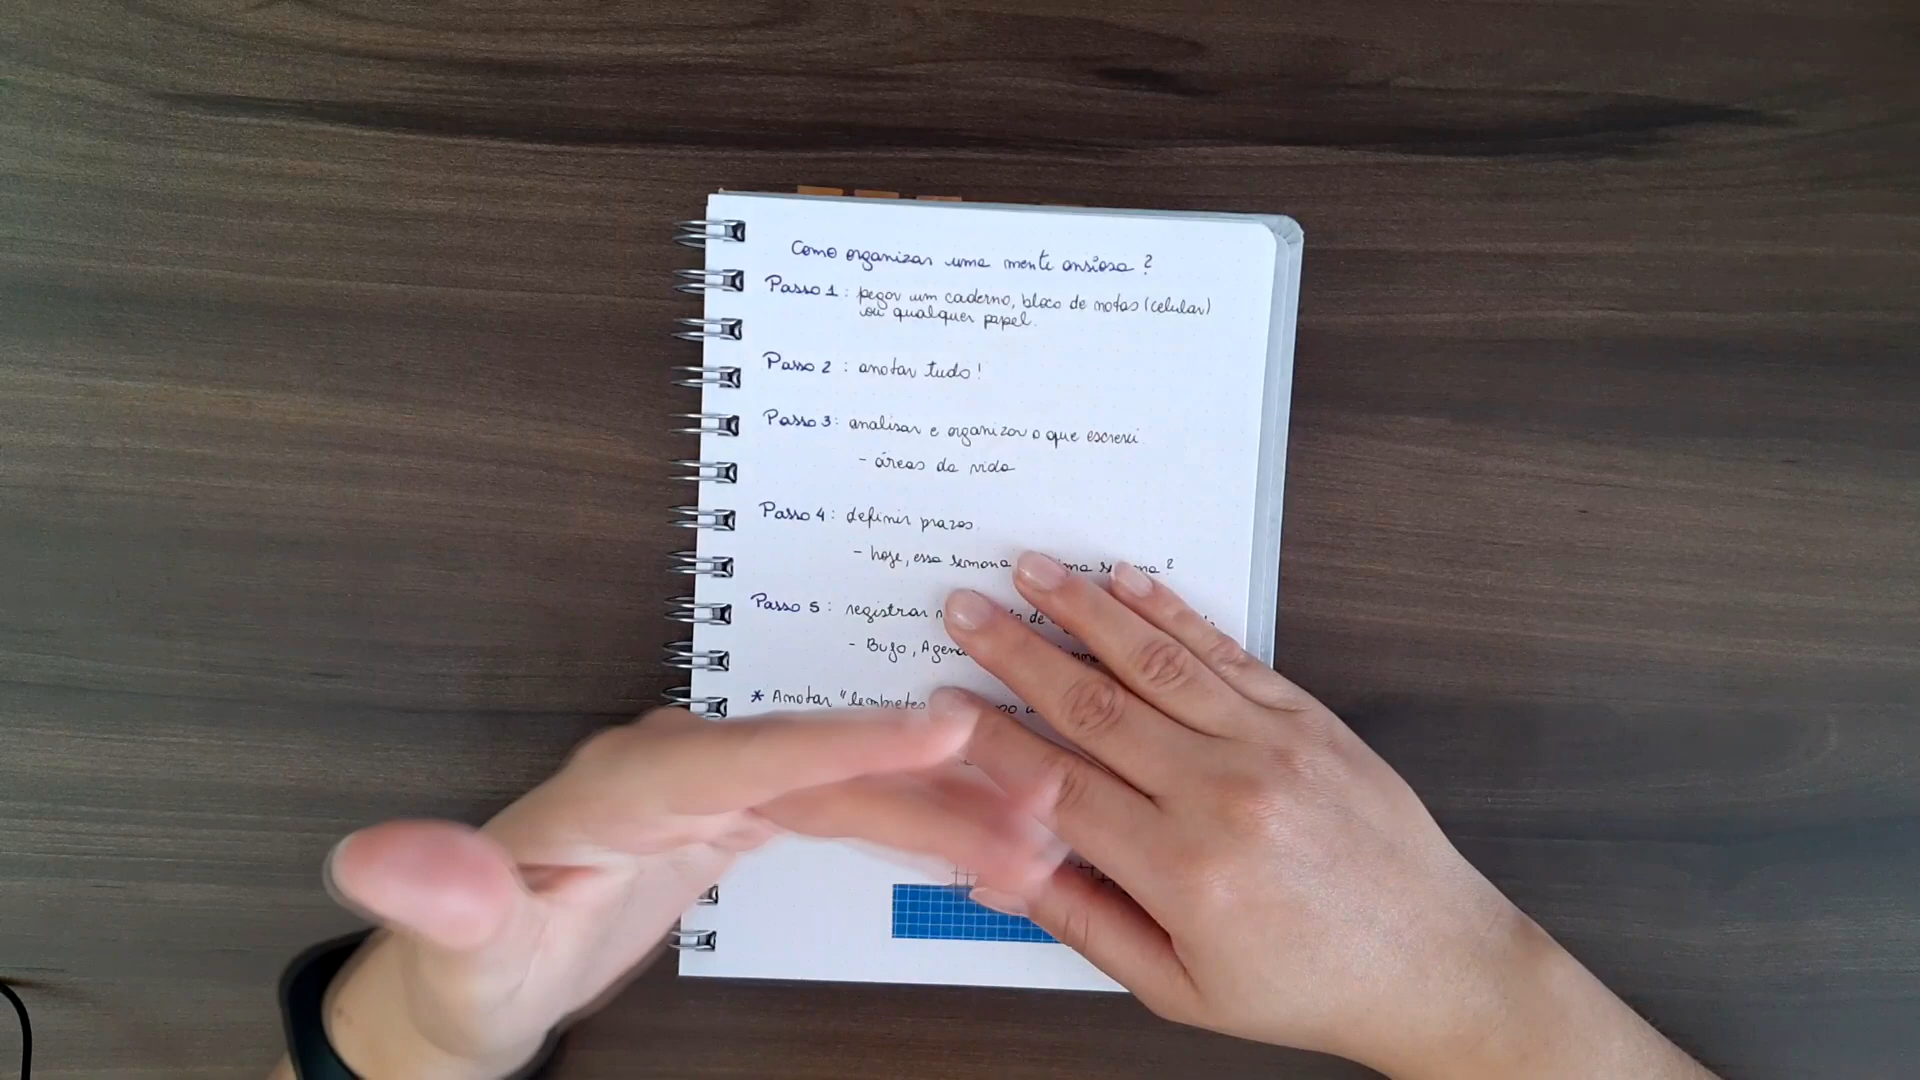 Como organizar uma mente ansiosa ?
Passo 1 : pegar um caderno, bloco de notas (celular)
ou qualquer papel.
Passo 2 : anotar tudo !
Passo 3 : analisar e organizar o que escrevi
- áreas da vida
Passo 4 : definir prazos.
- hoje, essa semana ?
Passo 5 : registrar de
- Bujo,
* Anotar "lembretes